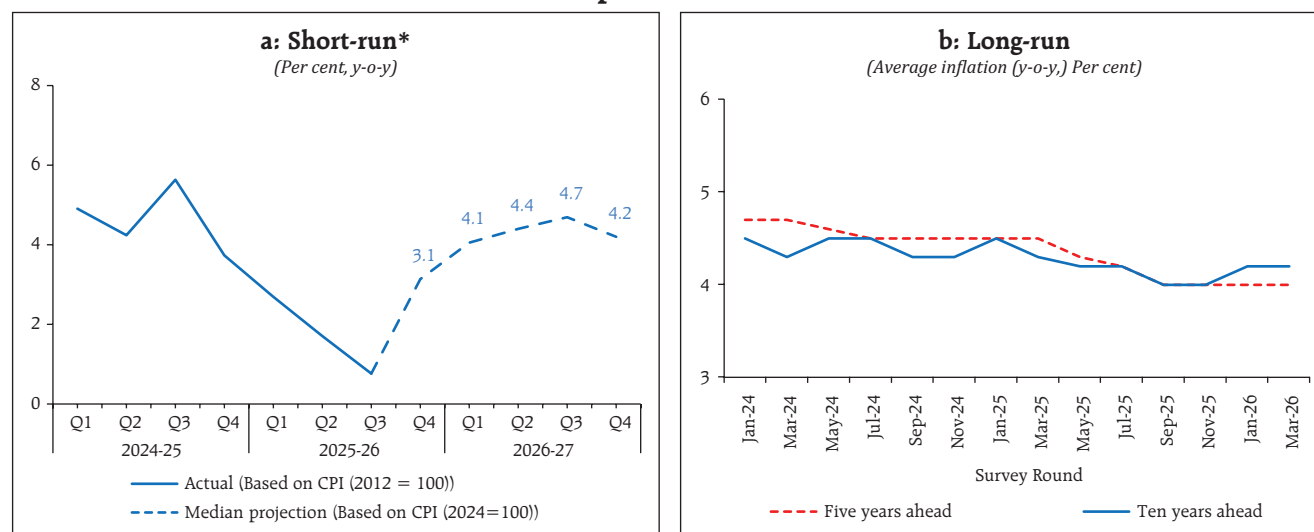 a: Short-run*
(Per cent, y-o-y)
8
6
4
2
0
4.1
4.4
4.7
4.2
3.1
Q1 Q2 Q3 Q4 Q1 Q2 Q3 Q4 Q1 Q2 Q3 Q4
2024-25 2025-26 2026-27
Actual (Based on CPI (2012 = 100))
Median projection (Based on CPI (2024=100))
b: Long-run
(Average inflation (y-o-y,) Per cent)
6
5
4
3
Jan-24
Mar-24
May-24
Jul-24
Sep-24
Nov-24
Jan-25
Mar-25
May-25
Jul-25
Sep-25
Nov-25
Jan-26
Mar-26
Survey Round
Five years ahead Ten years ahead